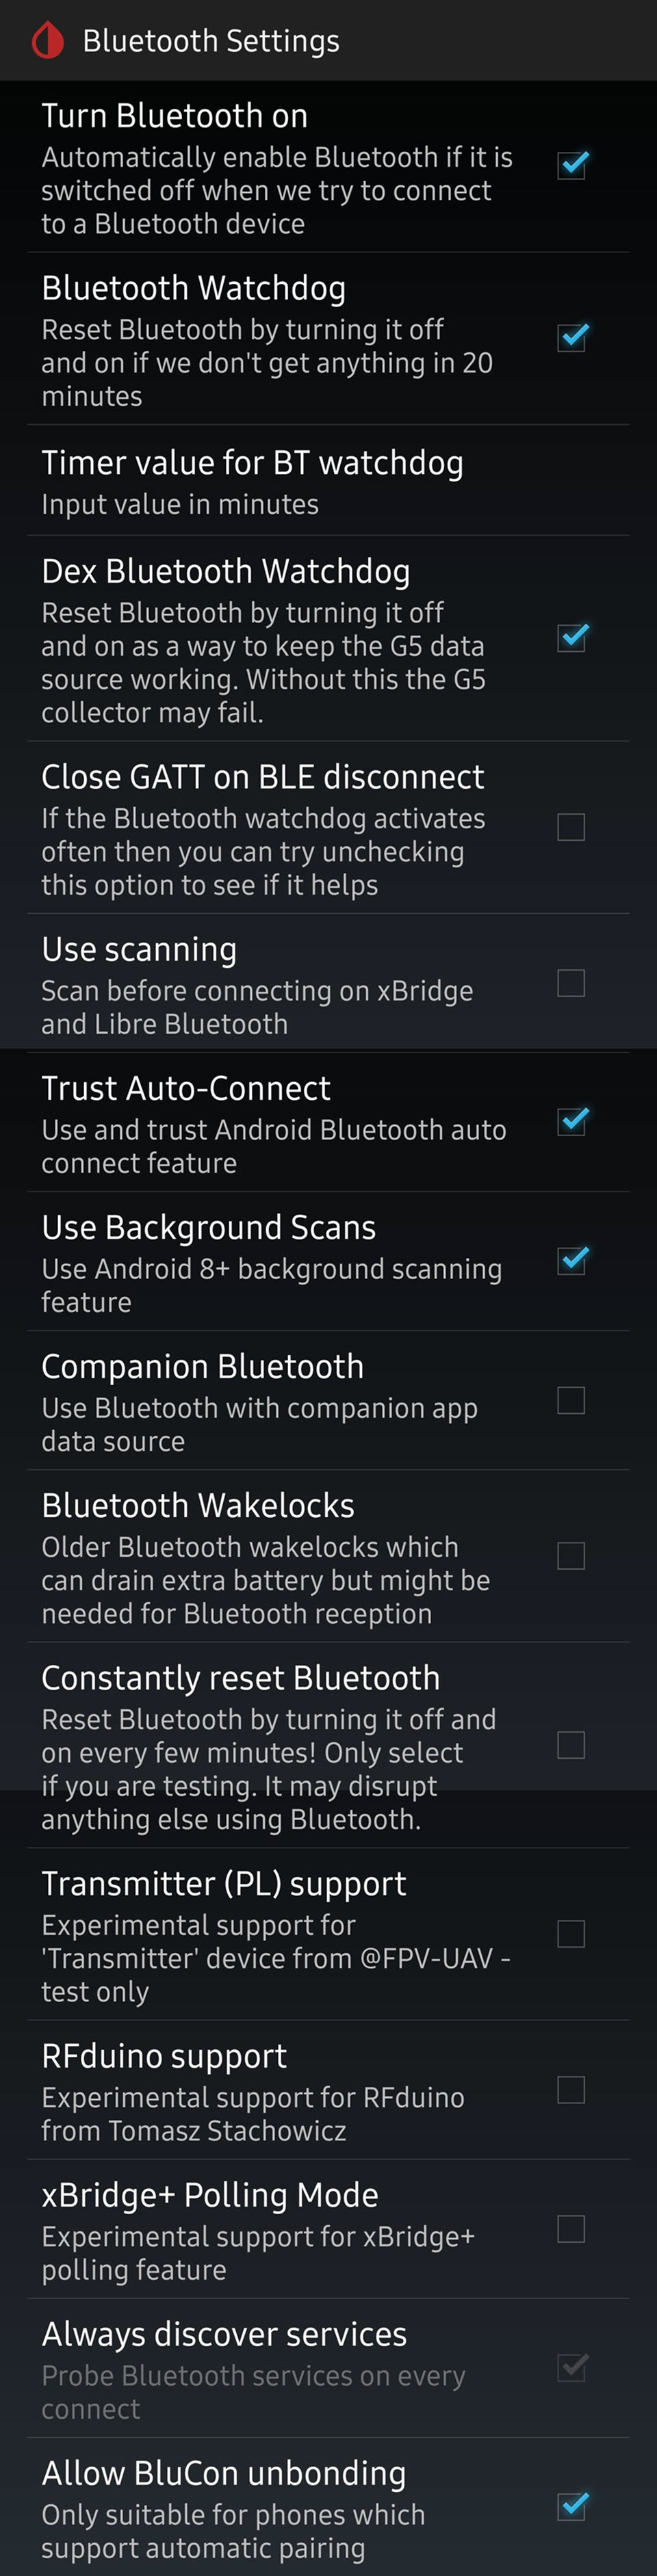 Bluetooth Settings
Turn Bluetooth on
Automatically enable Bluetooth if it is
switched off when we try to connect
to a Bluetooth device
Bluetooth Watchdog
Reset Bluetooth by turning it off
and on if we don't get anything in 20
minutes
Timer value for BT watchdog
Input value in minutes
Dex Bluetooth Watchdog
Reset Bluetooth by turning it off
and on as a way to keep the G5 data
source working. Without this the G5
collector may fail.
Close GATT on BLE disconnect
If the Bluetooth watchdog activates
often then you can try unchecking
this option to see if it helps
Use scanning
Scan before connecting on xBridge
and Libre Bluetooth
Trust Auto-Connect
Use and trust Android Bluetooth auto
connect feature
Use Background Scans
Use Android 8+ background scanning
feature
Companion Bluetooth
Use Bluetooth with companion app
data source
Bluetooth Wakelocks
Older Bluetooth wakelocks which
can drain extra battery but might be
needed for Bluetooth reception
Constantly reset Bluetooth
Reset Bluetooth by turning it off and
on every few minutes! Only select
if you are testing. It may disrupt
anything else using Bluetooth.
Transmitter (PL) support
Experimental support for
'Transmitter' device from @FPV-UAV -
test only
RFduino support
Experimental support for RFduino
from Tomasz Stachowicz
xBridge+ Polling Mode
Experimental support for xBridge+
polling feature
Always discover services
Probe Bluetooth services on every
connect
Allow BluCon unbonding
Only suitable for phones which
support automatic pairing